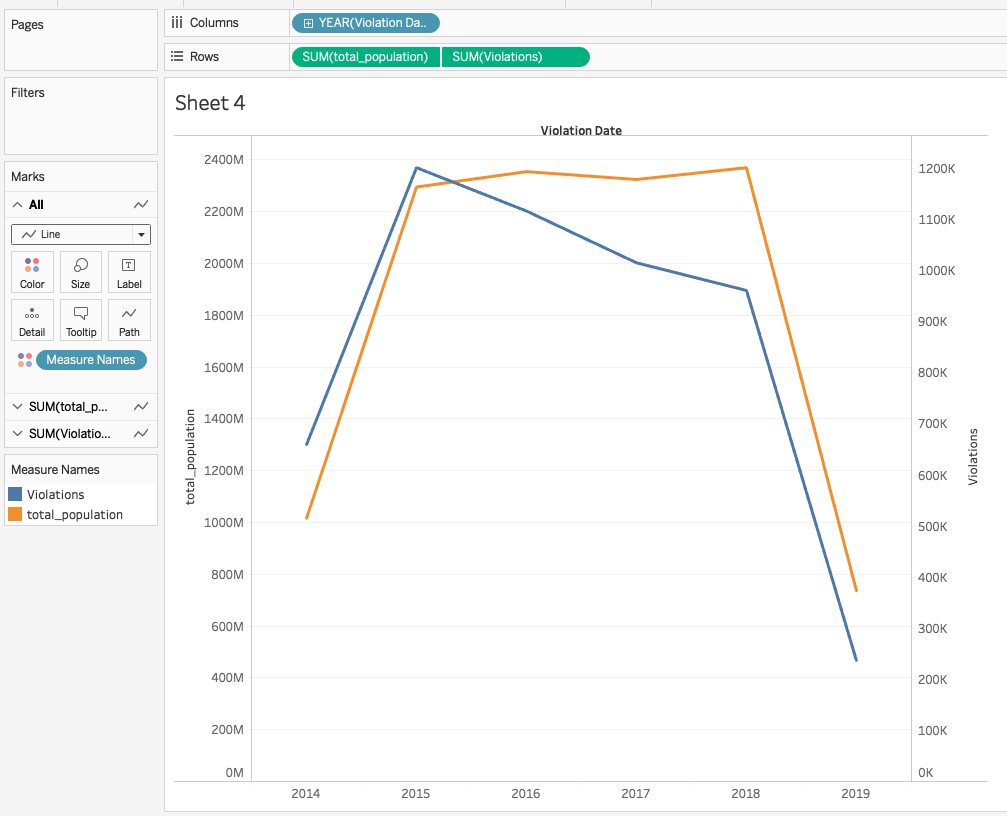 Pages
Filters
Marks
All
Line
Color
Size
Label
Detail
Tooltip
Path
Measure Names
SUM(total_p...
SUM(Violatio...
Measure Names
Violations
total_population
Columns
YEAR(Violation Da..
Rows
SUM(total_population)
SUM(Violations)
Sheet 4
Violation Date
total_population
2400M
2200M
2000M
1800M
1600M
1400M
1200M
1000M
800M
600M
400M
200M
0M
1200K
1100K
1000K
900K
800K
700K
600K
500K
400K
300K
200K
100K
0K
Violations
2014
2015
2016
2017
2018
2019